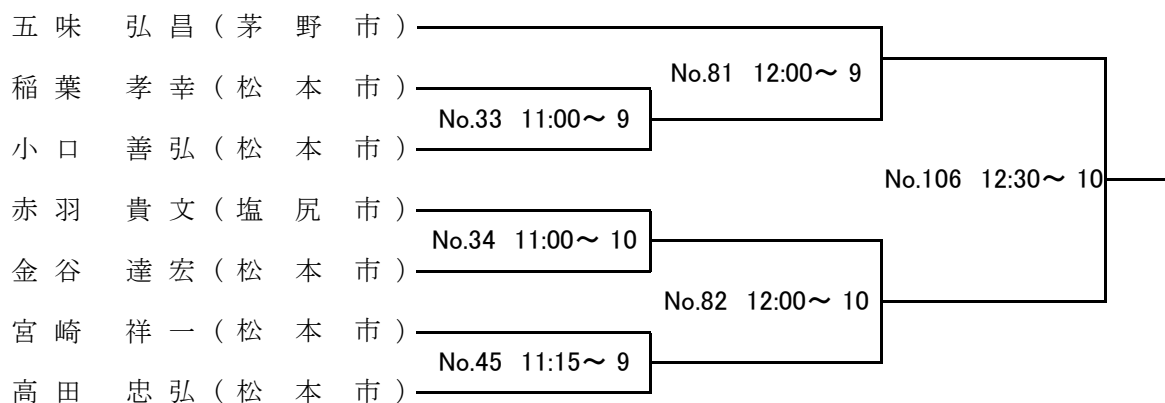 五味 弘昌(茅野市)
No.81 12:00～ 9
稲葉 孝幸(松本市)
No.33 11:00～ 9
小口 善弘(松本市)
No.106 12:30～ 10
赤羽 貴文(塩尻市)
No.34 11:00～ 10
金谷 達宏(松本市)
No.82 12:00～ 10
宮崎 祥一(松本市)
No.45 11:15～ 9
高田 忠弘(松本市)